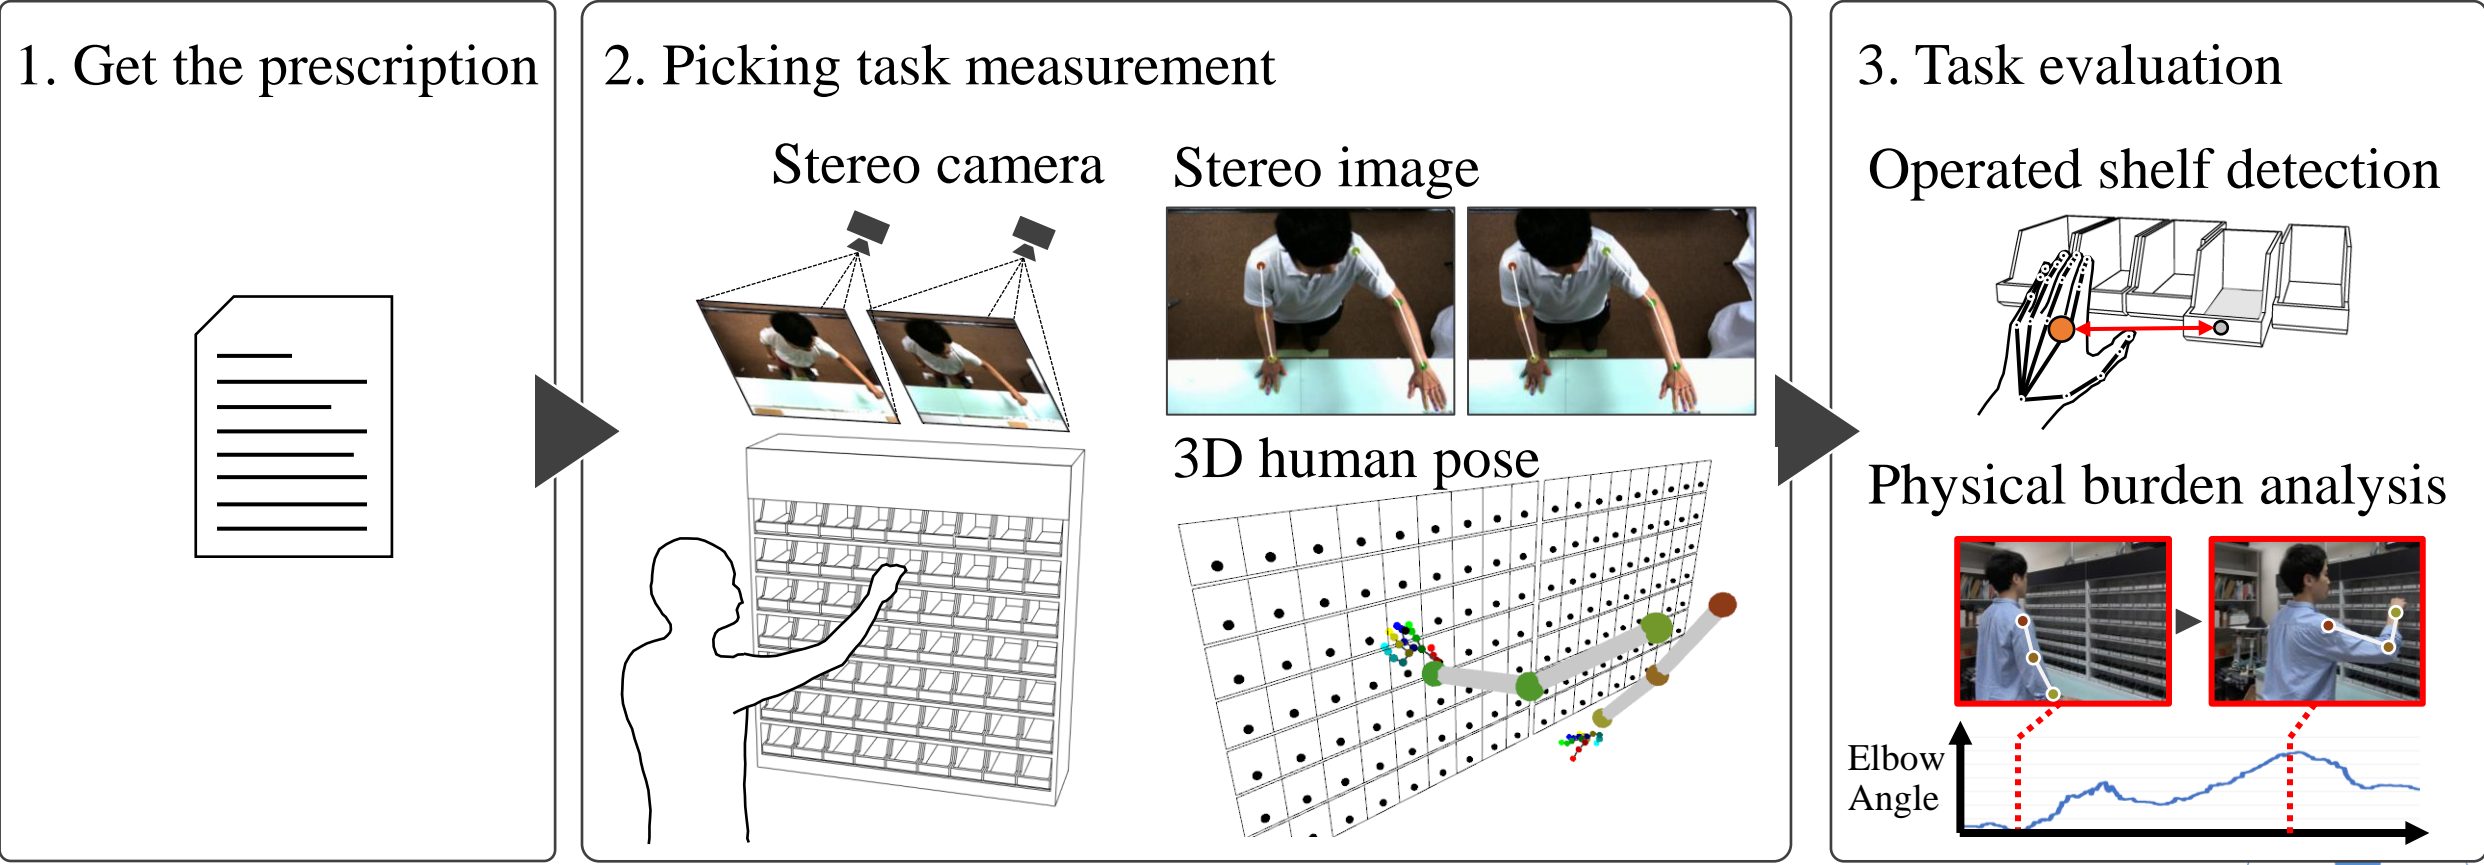 1. Get the prescription
2. Picking task measurement
Stereo camera
Stereo image
3D human pose
3. Task evaluation
Operated shelf detection
Physical burden analysis
Elbow
Angle